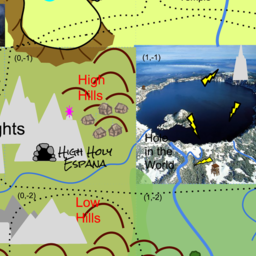 (0,-1)
(1,-1)
High
Hills
ghts
Hole
in the
World
High Holy
Espana
(0,-2)
(1,-2)
Low
Hills